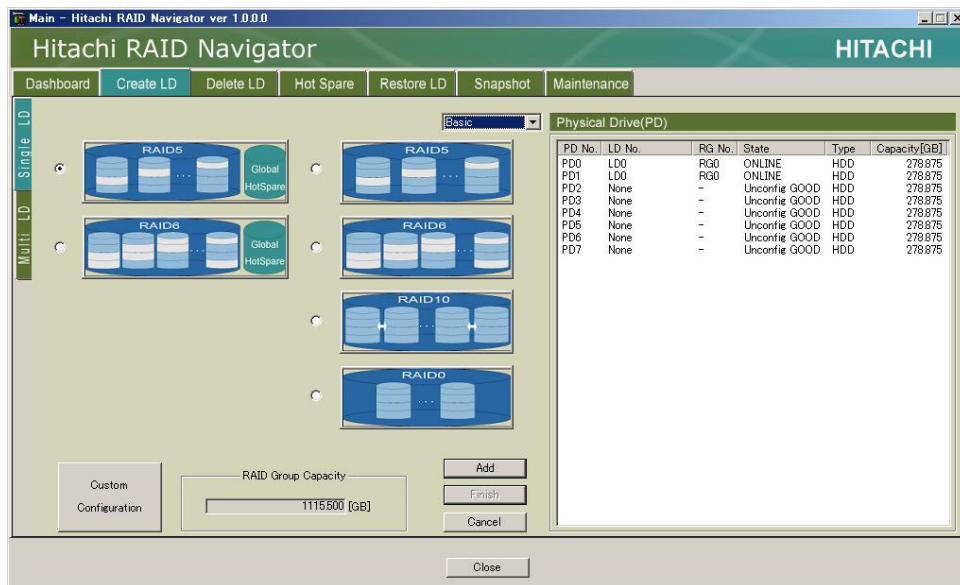 Main - Hitachi RAID Navigator ver 1.0.0.0
Hitachi RAID Navigator HITACHI
Dashboard Create LD Delete LD Hot Spare Restore LD Snapshot Maintenance
Single LD
Multi LD
Basic
RAID5 Global HotSpare
RAID5
RAID6 Global HotSpare
RAID6
RAID10
RAID0
Custom Configuration
RAID Group Capacity
1115.500 [GB]
Add
Finish
Cancel
Physical Drive(PD)
PD No. LD No. RG No. State Type Capacity[GB]
PD0 LD0 RG0 ONLINE HDD 278.875
PD1 LD0 RG0 ONLINE HDD 278.875
PD2 None - Unconfig GOOD HDD 278.875
PD3 None - Unconfig GOOD HDD 278.875
PD4 None - Unconfig GOOD HDD 278.875
PD5 None - Unconfig GOOD HDD 278.875
PD6 None - Unconfig GOOD HDD 278.875
PD7 None - Unconfig GOOD HDD 278.875
Close